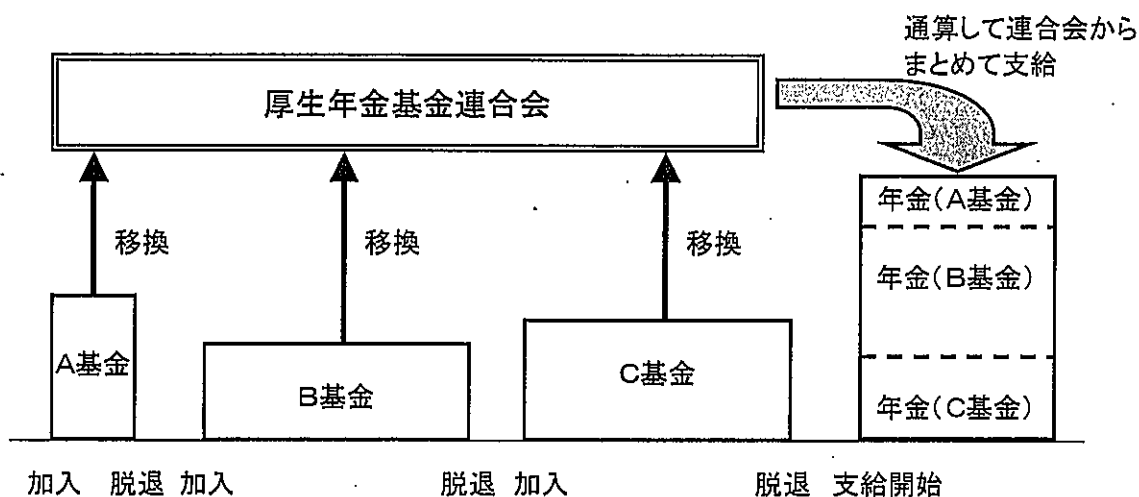 通算して連合会から
まとめて支給
厚生年金基金連合会
移換
移換
移換
年金(A基金)
年金(B基金)
年金(C基金)
A基金
B基金
C基金
加入 脱退 加入 脱退 加入 脱退 支給開始